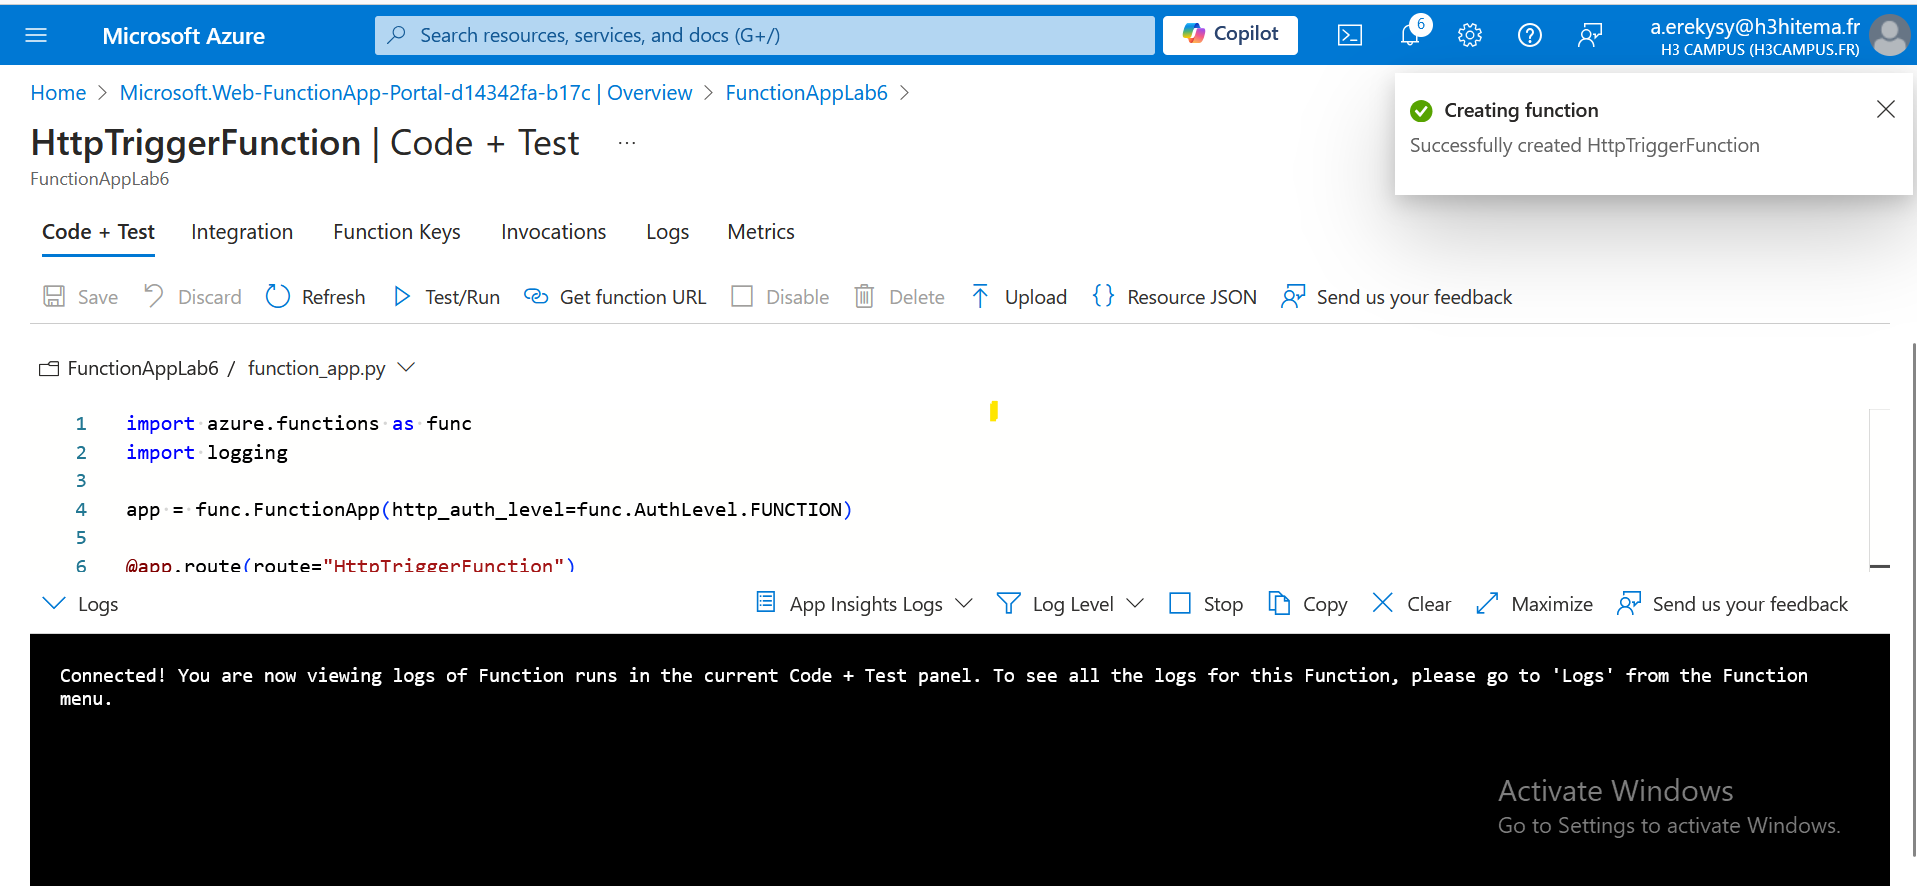 Microsoft Azure
Search resources, services, and docs (G+/)
Copilot
6
a.erekysy@h3hitema.fr
H3 CAMPUS (H3CAMPUS.FR)
Home > Microsoft.Web-FunctionApp-Portal-d14342fa-b17c | Overview > FunctionAppLab6 >
Creating function
Successfully created HttpTriggerFunction
HttpTriggerFunction | Code + Test ...
FunctionAppLab6
Code + Test Integration Function Keys Invocations Logs Metrics
Save Discard Refresh Test/Run Get function URL Disable Delete Upload {} Resource JSON Send us your feedback
FunctionAppLab6 / function_app.py
1 import azure.functions as func
2 import logging
3
4 app = func.FunctionApp(http_auth_level=func.AuthLevel.FUNCTION)
5
6 @app.route(route="HttpTriggerFunction")
Logs App Insights Logs Log Level Stop Copy Clear Maximize Send us your feedback
Connected! You are now viewing logs of Function runs in the current Code + Test panel. To see all the logs for this Function, please go to 'Logs' from the Function
menu.
Activate Windows
Go to Settings to activate Windows.